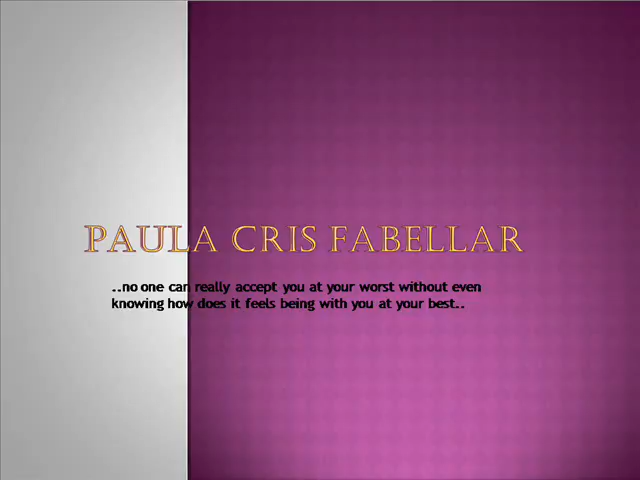 PAULA CRIS FABELLAR
..no one can really accept you at your worst without even
knowing how does it feels being with you at your best..